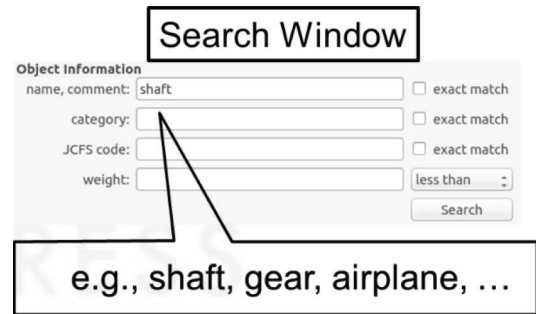 Search Window
Object Information
name, comment: shaft exact match
category: exact match
JCFS code: exact match
weight: less than
Search
e.g., shaft, gear, airplane, …
RESS